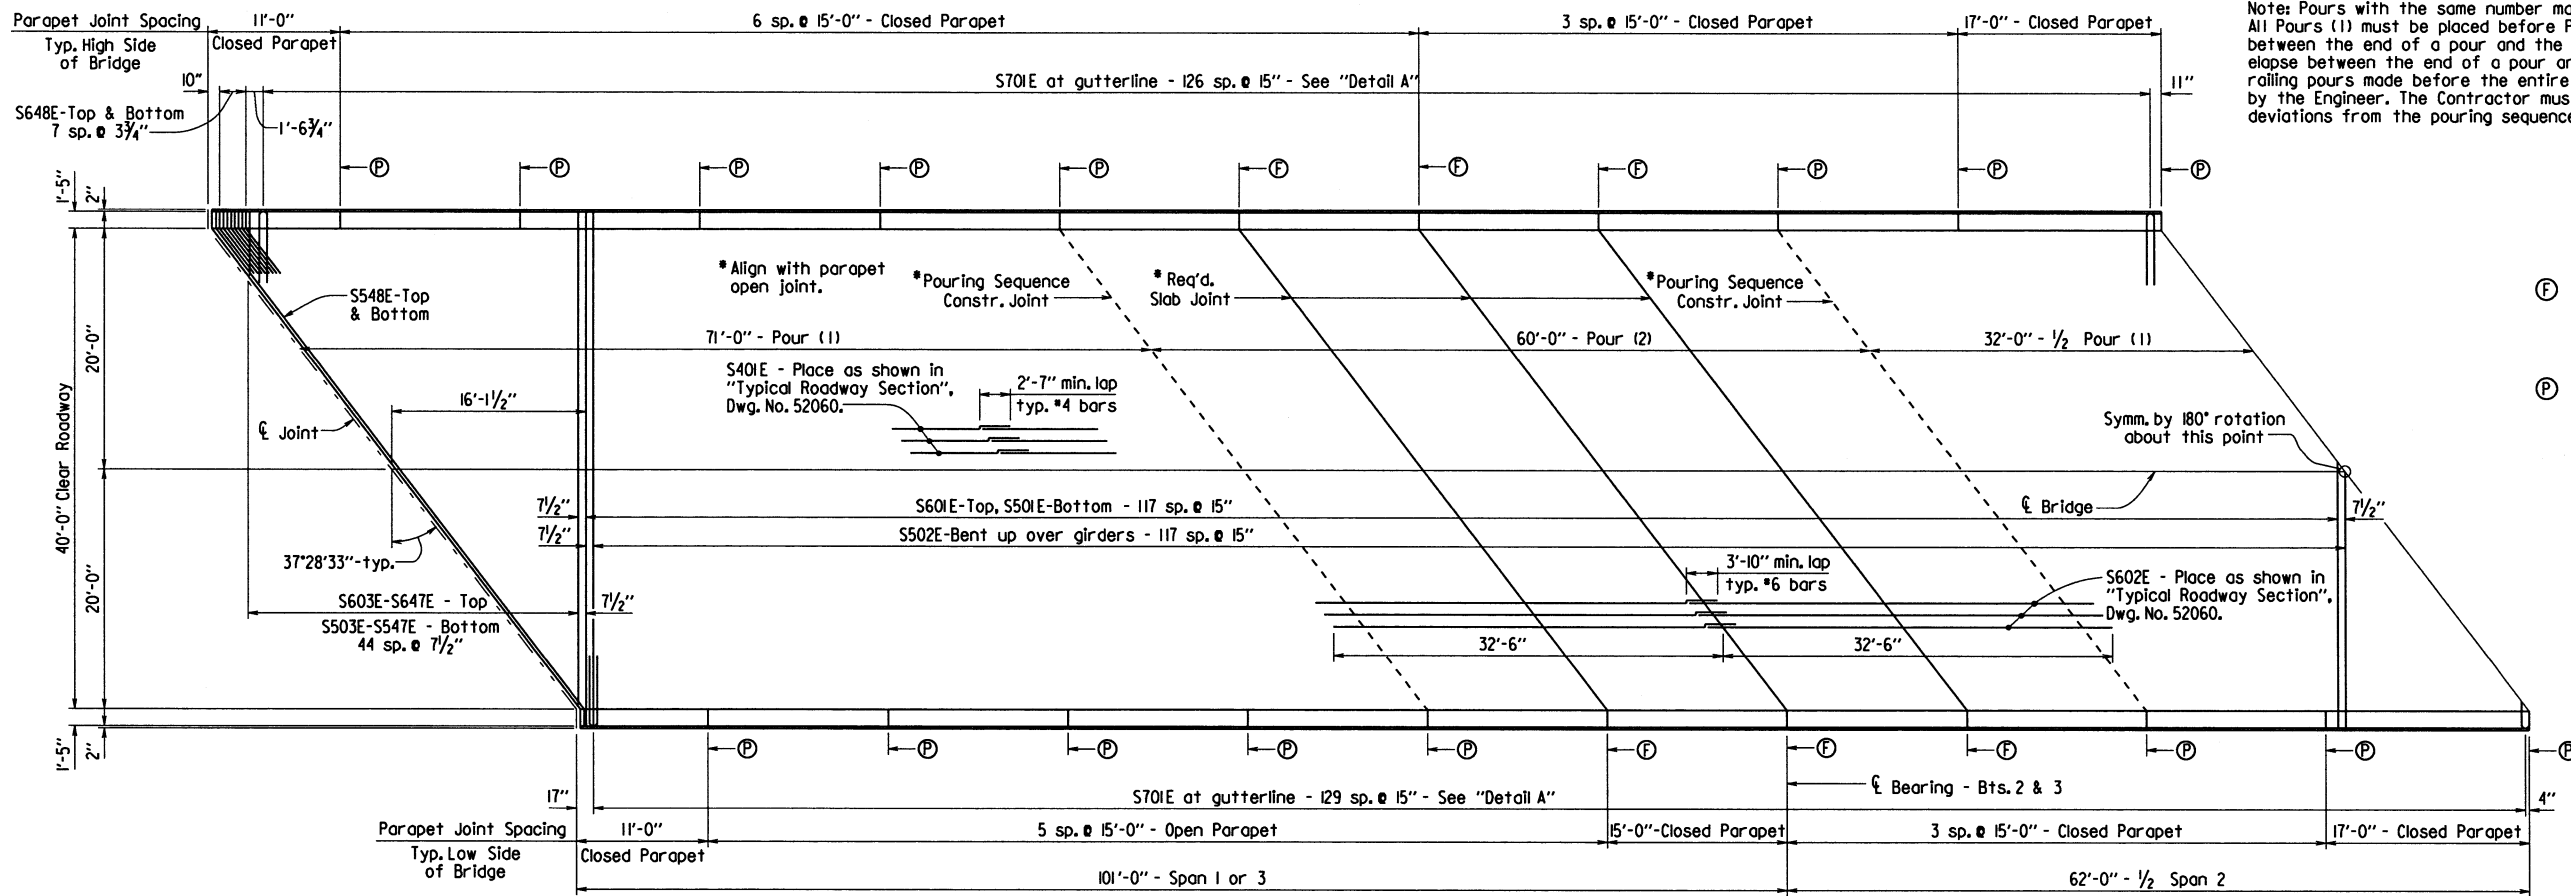 Parapet Joint Spacing
Typ. High Side
of Bridge
11'-0"
Closed Parapet
6 sp. @ 15'-0" - Closed Parapet
3 sp. @ 15'-0" - Closed Parapet
17'-0" - Closed Parapet
Note: Pours with the same number
All Pours (1) must be placed before
between the end of a pour and the
elapse between the end of a pour
railing pours made before the entire
by the Engineer. The Contractor
deviations from the pouring sequence
10"
S701E at gutterline - 126 sp. @ 15" - See "Detail A"
11"
S648E-Top & Bottom
7 sp. @ 3¾"
1'-6¾"
P
P
P
P
P
F
F
F
P
P
P
1'-5"
2"
*Align with parapet
open joint.
*Pouring Sequence
Constr. Joint
*Req'd.
Slab Joint
*Pouring Sequence
Constr. Joint
F
S548E-Top
& Bottom
20'-0"
71'-0" - Pour (1)
60'-0" - Pour (2)
32'-0" - ½ Pour (1)
S401E - Place as shown in
"Typical Roadway Section",
Dwg. No. 52060.
2'-7" min. lap
typ. #4 bars
P
16'-1½"
℄ Joint
Symm. by 180° rotation
about this point
40'-0" Clear Roadway
7½"
S601E-Top, S501E-Bottom - 117 sp. @ 15"
℄ Bridge
7½"
7½"
S502E-Bent up over girders - 117 sp. @ 15"
37°28'33"-typ.
20'-0"
3'-10" min. lap
typ. #6 bars
S602E - Place as shown in
"Typical Roadway Section",
Dwg. No. 52060.
S603E-S647E - Top
S503E-S547E - Bottom
44 sp. @ 7½"
7½"
32'-6"
32'-6"
1'-5"
2"
P
P
P
P
P
F
F
F
P
P
P
℄ Bearing - Bts. 2 & 3
17"
S701E at gutterline - 129 sp. @ 15" - See "Detail A"
4"
Parapet Joint Spacing
Typ. Low Side
of Bridge
11'-0"
Closed Parapet
5 sp. @ 15'-0" - Open Parapet
15'-0"-Closed Parapet
3 sp. @ 15'-0" - Closed Parapet
17'-0" - Closed Parapet
101'-0" - Span 1 or 3
62'-0" - ½ Span 2